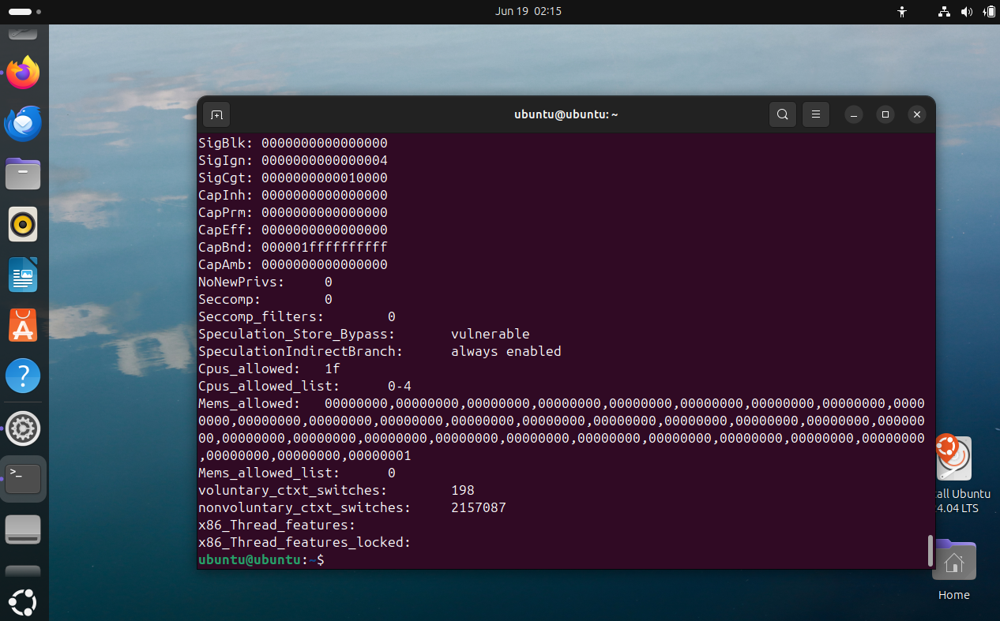 Jun 19 02:15
ubuntu@ubuntu: ~
SigBlk: 0000000000000000
SigIgn: 0000000000000004
SigCgt: 0000000000010000
CapInh: 0000000000000000
CapPrm: 0000000000000000
CapEff: 0000000000000000
CapBnd: 000001ffffffffff
CapAmb: 0000000000000000
NoNewPrivs: 0
Seccomp: 0
Seccomp_filters: 0
Speculation_Store_Bypass: vulnerable
SpeculationIndirectBranch: always enabled
Cpus_allowed: 1f
Cpus_allowed_list: 0-4
Mems_allowed: 00000000,00000000,00000000,00000000,00000000,00000000,00000000,00000000,0000
0000,00000000,00000000,00000000,00000000,00000000,00000000,00000000,00000000,00000000,000000
00,00000000,00000000,00000000,00000000,00000000,00000000,00000000,00000000,00000000,00000000
,00000000,00000000,00000001
Mems_allowed_list: 0
voluntary_ctxt_switches: 198
nonvoluntary_ctxt_switches: 2157087
x86_Thread_features:
x86_Thread_features_locked:
ubuntu@ubuntu:~$
all Ubuntu
4.04 LTS
Home